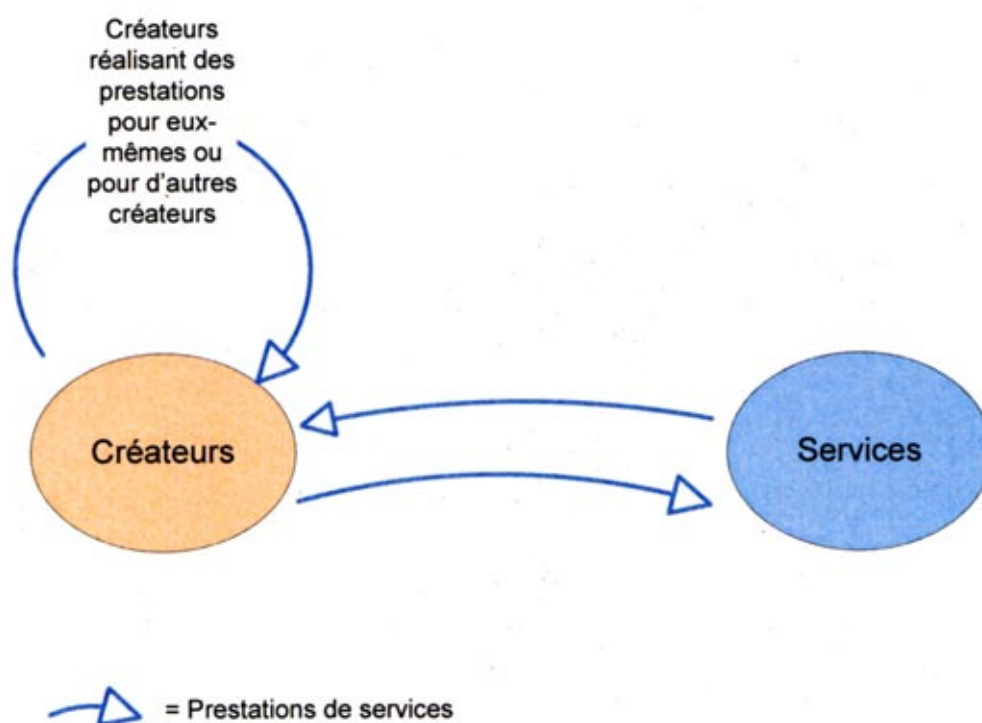 Créateurs
réalisant des
prestations
pour eux-
mêmes ou
pour d'autres
créateurs
Créateurs
Services
= Prestations de services